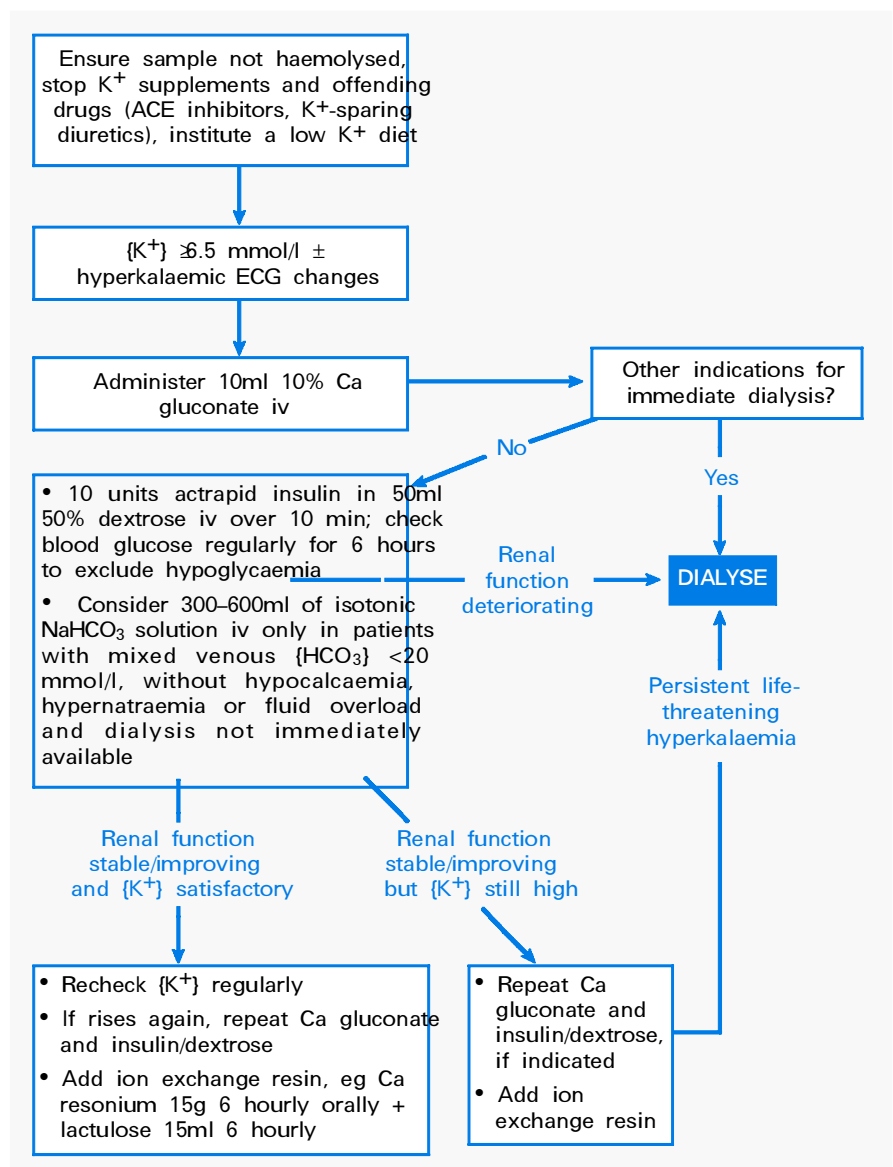 Ensure sample not haemolysed,
stop K+ supplements and offending
drugs (ACE inhibitors, K+-sparing
diuretics), institute a low K+ diet
{K+} ≥6.5 mmol/l ±
hyperkalaemic ECG changes
Administer 10ml 10% Ca
gluconate iv
Other indications for
immediate dialysis?
No
Yes
• 10 units actrapid insulin in 50ml
50% dextrose iv over 10 min; check
blood glucose regularly for 6 hours
to exclude hypoglycaemia
• Consider 300–600ml of isotonic
NaHCO3 solution iv only in patients
with mixed venous {HCO3} <20
mmol/l, without hypocalcaemia,
hypernatraemia or fluid overload
and dialysis not immediately
available
Renal
function
deteriorating
DIALYSE
Persistent life-
threatening
hyperkalaemia
Renal function
stable/improving
and {K+} satisfactory
Renal function
stable/improving
but {K+} still high
• Recheck {K+} regularly
• If rises again, repeat Ca gluconate
and insulin/dextrose
• Add ion exchange resin, eg Ca
resonium 15g 6 hourly orally +
lactulose 15ml 6 hourly
• Repeat Ca
gluconate and
insulin/dextrose,
if indicated
• Add ion
exchange resin